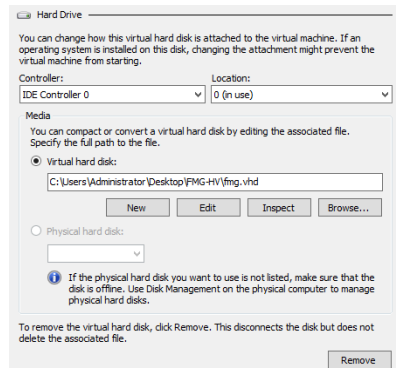 Hard Drive
You can change how this virtual hard disk is attached to the virtual machine. If an
operating system is installed on this disk, changing the attachment might prevent the
virtual machine from starting.
Controller: Location:
IDE Controller 0 0 (in use)
Media
You can compact or convert a virtual hard disk by editing the associated file.
Specify the full path to the file.
Virtual hard disk:
C:\Users\Administrator\Desktop\FMG-HV\fmg.vhd
New Edit Inspect Browse...
Physical hard disk:
If the physical hard disk you want to use is not listed, make sure that the
disk is offline. Use Disk Management on the physical computer to manage
physical hard disks.
To remove the virtual hard disk, click Remove. This disconnects the disk but does not
delete the associated file.
Remove